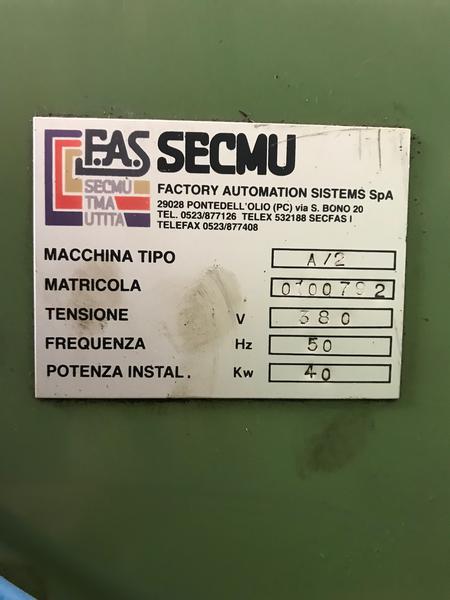 F.A.S SECMU
SECMU
TMA
UTITA
FACTORY AUTOMATION SISTEMS SpA
29028 PONTEDELL'OLIO (PC) via S. BONO 20
TEL. 0523/877126 TELEX 532188 SECFAS I
TELEFAX 0523/877408
MACCHINA TIPO A/2
MATRICOLA 0100792
TENSIONE V 380
FREQUENZA Hz 50
POTENZA INSTAL. Kw 40